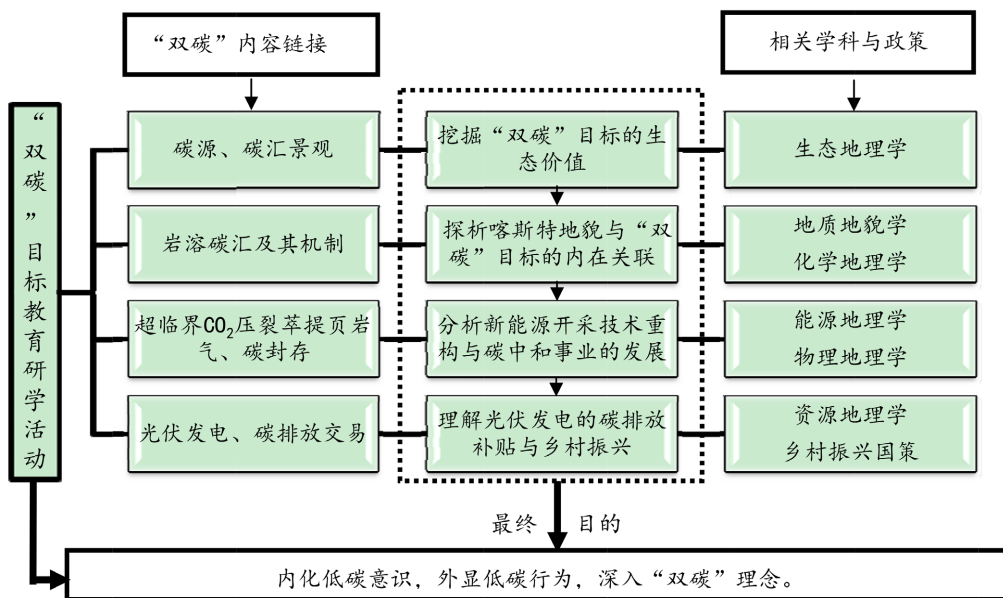 “双碳”内容链接
相关学科与政策
“双碳”目标教育研学活动
碳源、碳汇景观
挖掘“双碳”目标的生
态价值
生态地理学
岩溶碳汇及其机制
探析喀斯特地貌与“双
碳”目标的内在关联
地质地貌学
化学地理学
超临界CO₂压裂萃提页岩
气、碳封存
分析新能源开采技术重
构与碳中和事业的发展
能源地理学
物理地理学
光伏发电、碳排放交易
理解光伏发电的碳排放
补贴与乡村振兴
资源地理学
乡村振兴国策
最终 目的
内化低碳意识，外显低碳行为，深入“双碳”理念。